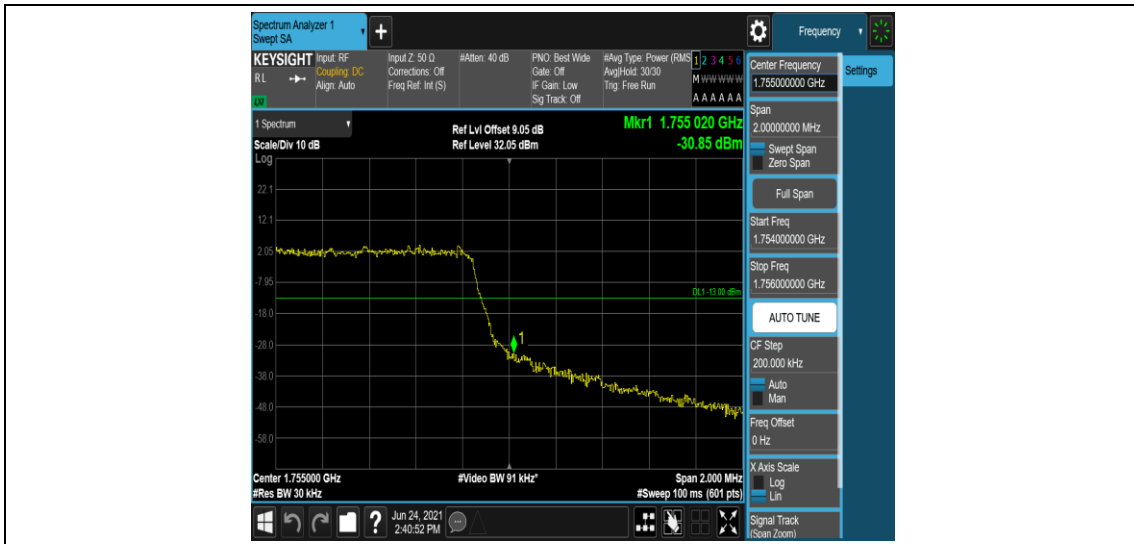 Spectrum Analyzer 1
Swept SA
+
Frequency
KEYSIGHT
RL
LXI
Input: RF
Coupling: DC
Align: Auto
Input Z: 50 Ω
Corrections: Off
Freq Ref: Int (S)
#Atten: 40 dB
PNO: Best Wide
Gate: Off
IF Gain: Low
Sig Track: Off
#Avg Type: Power (RMS
Avg|Hold: 30/30
Trig: Free Run
1 2 3 4 5 6
M W W W W W
A A A A A A
1 Spectrum
Scale/Div 10 dB
Log
Ref Lvl Offset 9.05 dB
Ref Level 32.05 dBm
Mkr1 1.755 020 GHz
-30.85 dBm
22.1
12.1
2.05
-7.95
DL1 -13.00 dBm
-18.0
-28.0
1
-38.0
-48.0
-58.0
Center 1.755000 GHz
#Res BW 30 kHz
#Video BW 91 kHz*
Span 2.000 MHz
#Sweep 100 ms (601 pts)
?
Jun 24, 2021
2:40:52 PM
Center Frequency
1.755000000 GHz
Settings
Span
2.00000000 MHz
Swept Span
Zero Span
Full Span
Start Freq
1.754000000 GHz
Stop Freq
1.756000000 GHz
AUTO TUNE
CF Step
200.000 kHz
Auto
Man
Freq Offset
0 Hz
X Axis Scale
Log
Lin
Signal Track
(Span Zoom)